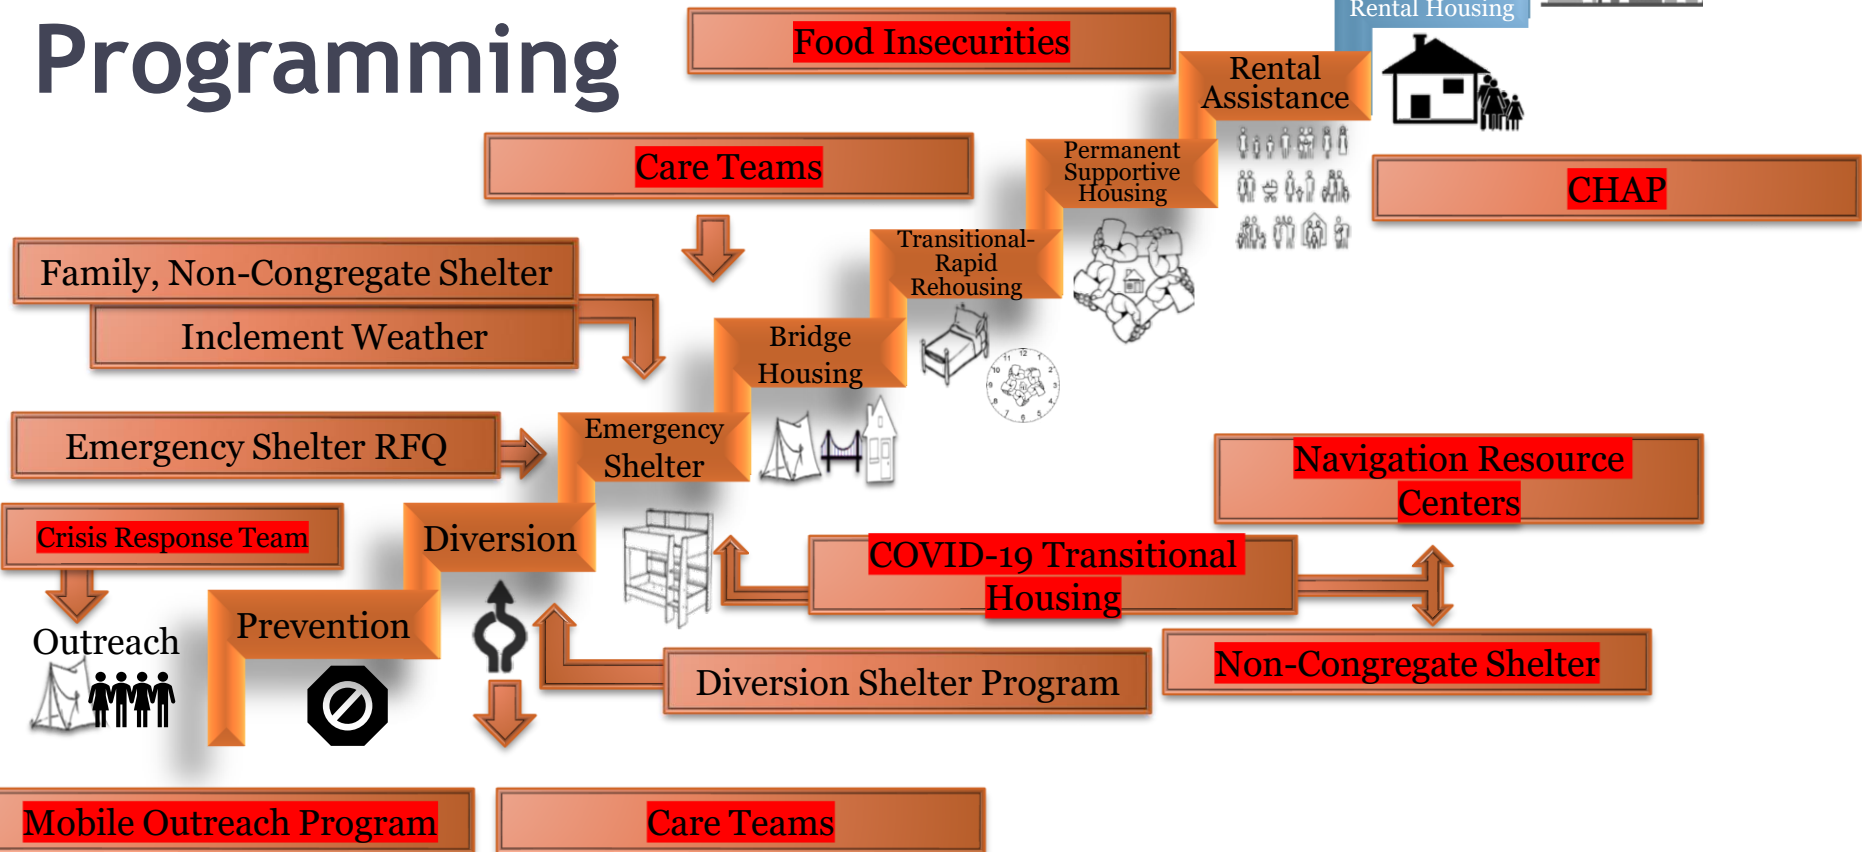 Programming
Rental Housing
Food Insecurities
Rental
Assistance
Care Teams
Permanent
Supportive
Housing
CHAP
Family, Non-Congregate Shelter
Inclement Weather
Transitional-
Rapid
Rehousing
Bridge
Housing
Emergency Shelter RFQ
Emergency
Shelter
Navigation Resource
Centers
Crisis Response Team
Diversion
COVID-19 Transitional
Housing
Prevention
Outreach
Diversion Shelter Program
Non-Congregate Shelter
Mobile Outreach Program
Care Teams